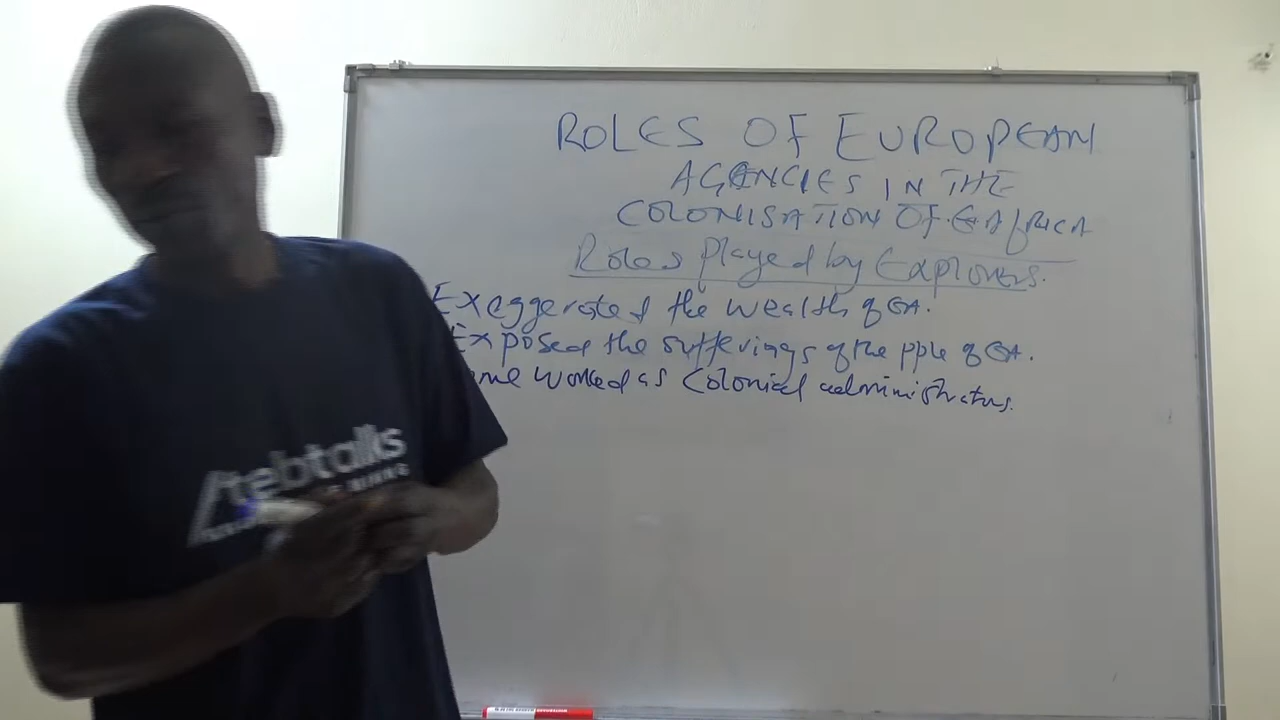 ROLES OF EUROPEAN
AGENCIES IN THE
COLONISATION OF E. AfRICA
Roles played by Explorers.
Exaggerated the wealth of EA.
Exposed the sufferings of the pple of EA.
worked as Colonial administrators.
tebtalks